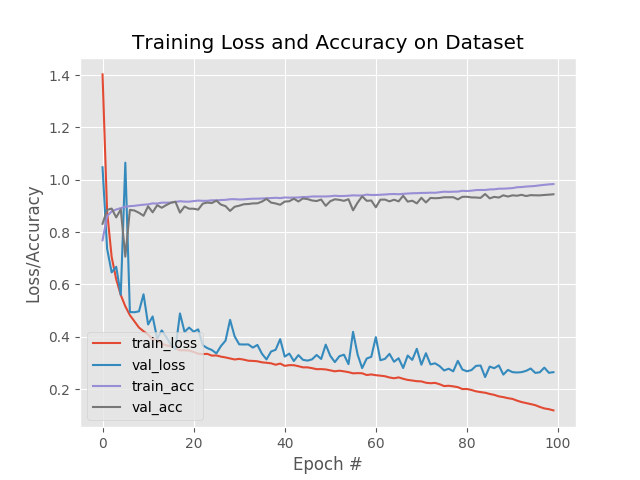 Training Loss and Accuracy on Dataset
Loss/Accuracy
1.4
1.2
1.0
0.8
0.6
0.4
0.2
train_loss
val_loss
train_acc
val_acc
0 20 40 60 80 100
Epoch #